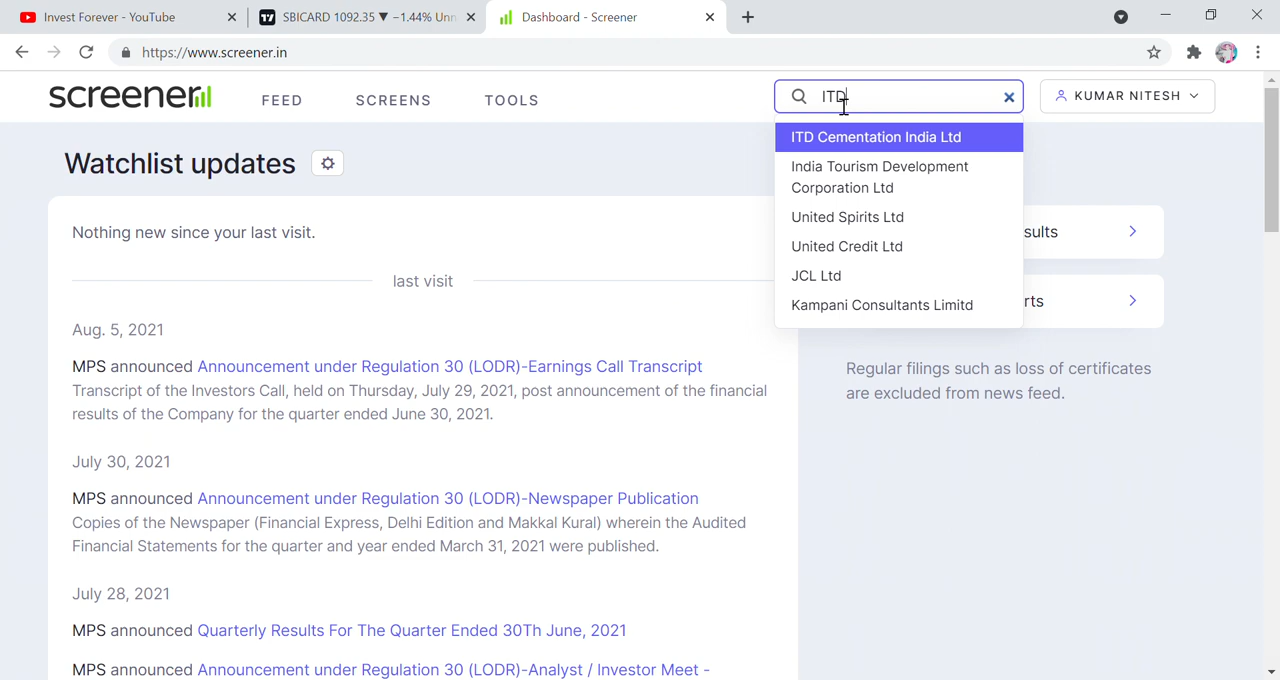 Invest Forever - YouTube
SBICARD 1092.35 ▼ −1.44% Unn
Dashboard - Screener
https://www.screener.in
screener
FEED
SCREENS
TOOLS
ITD
KUMAR NITESH
ITD Cementation India Ltd
India Tourism Development
Corporation Ltd
United Spirits Ltd
United Credit Ltd
JCL Ltd
Kampani Consultants Limitd
Watchlist updates
Nothing new since your last visit.
last visit
Aug. 5, 2021
MPS announced Announcement under Regulation 30 (LODR)-Earnings Call Transcript
Transcript of the Investors Call, held on Thursday, July 29, 2021, post announcement of the financial
results of the Company for the quarter ended June 30, 2021.
July 30, 2021
MPS announced Announcement under Regulation 30 (LODR)-Newspaper Publication
Copies of the Newspaper (Financial Express, Delhi Edition and Makkal Kural) wherein the Audited
Financial Statements for the quarter and year ended March 31, 2021 were published.
July 28, 2021
MPS announced Quarterly Results For The Quarter Ended 30Th June, 2021
MPS announced Announcement under Regulation 30 (LODR)-Analyst / Investor Meet -
sults
rts
Regular filings such as loss of certificates
are excluded from news feed.